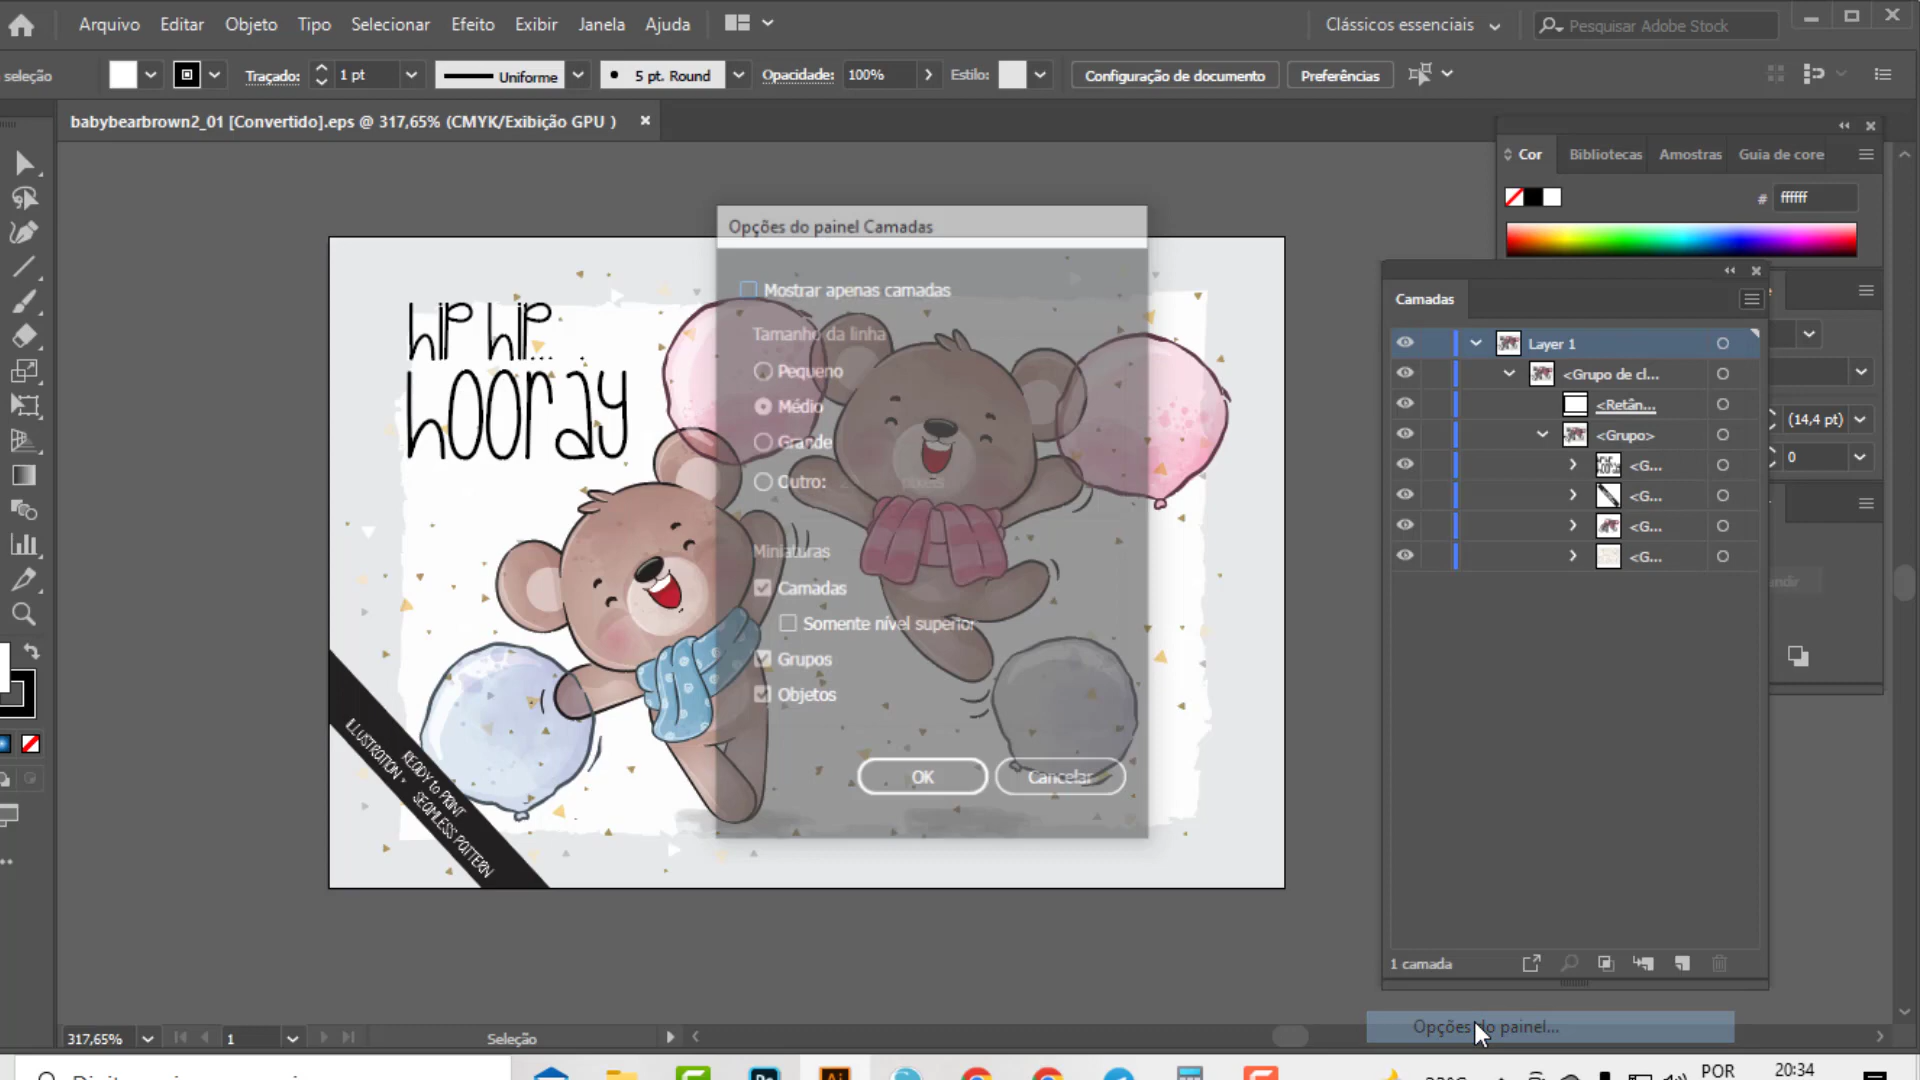 Arquivo Editar Objeto Tipo Selecionar Efeito Exibir Janela Ajuda
Clássicos essenciais
Pesquisar Adobe Stock
seleção
Traçado: 1 pt Uniforme 5 pt. Round Opacidade: 100% Estilo: Configuração de documento Preferências
babybearbrown2_01 [Convertido].eps @ 317,65% (CMYK/Exibição GPU )
Cor Bibliotecas Amostras Guia de core
# ffffff
Opções do painel Camadas
Mostrar apenas camadas
Tamanho da linha
Pequeno
Médio
Grande
Outro: pixels
Miniaturas
Camadas
Somente nível superior
Grupos
Objetos
OK Cancelar
HIP HIP...
HOORAY
READY to PRINT
ILLUSTRATION +
SEAMLESS PATTERN
Camadas
Layer 1
<Grupo de cl...
<Retân...
<Grupo>
<G...
<G...
<G...
<G...
(14,4 pt)
0
1 camada
Opções do painel...
317,65% 1 Seleção
POR
20:34